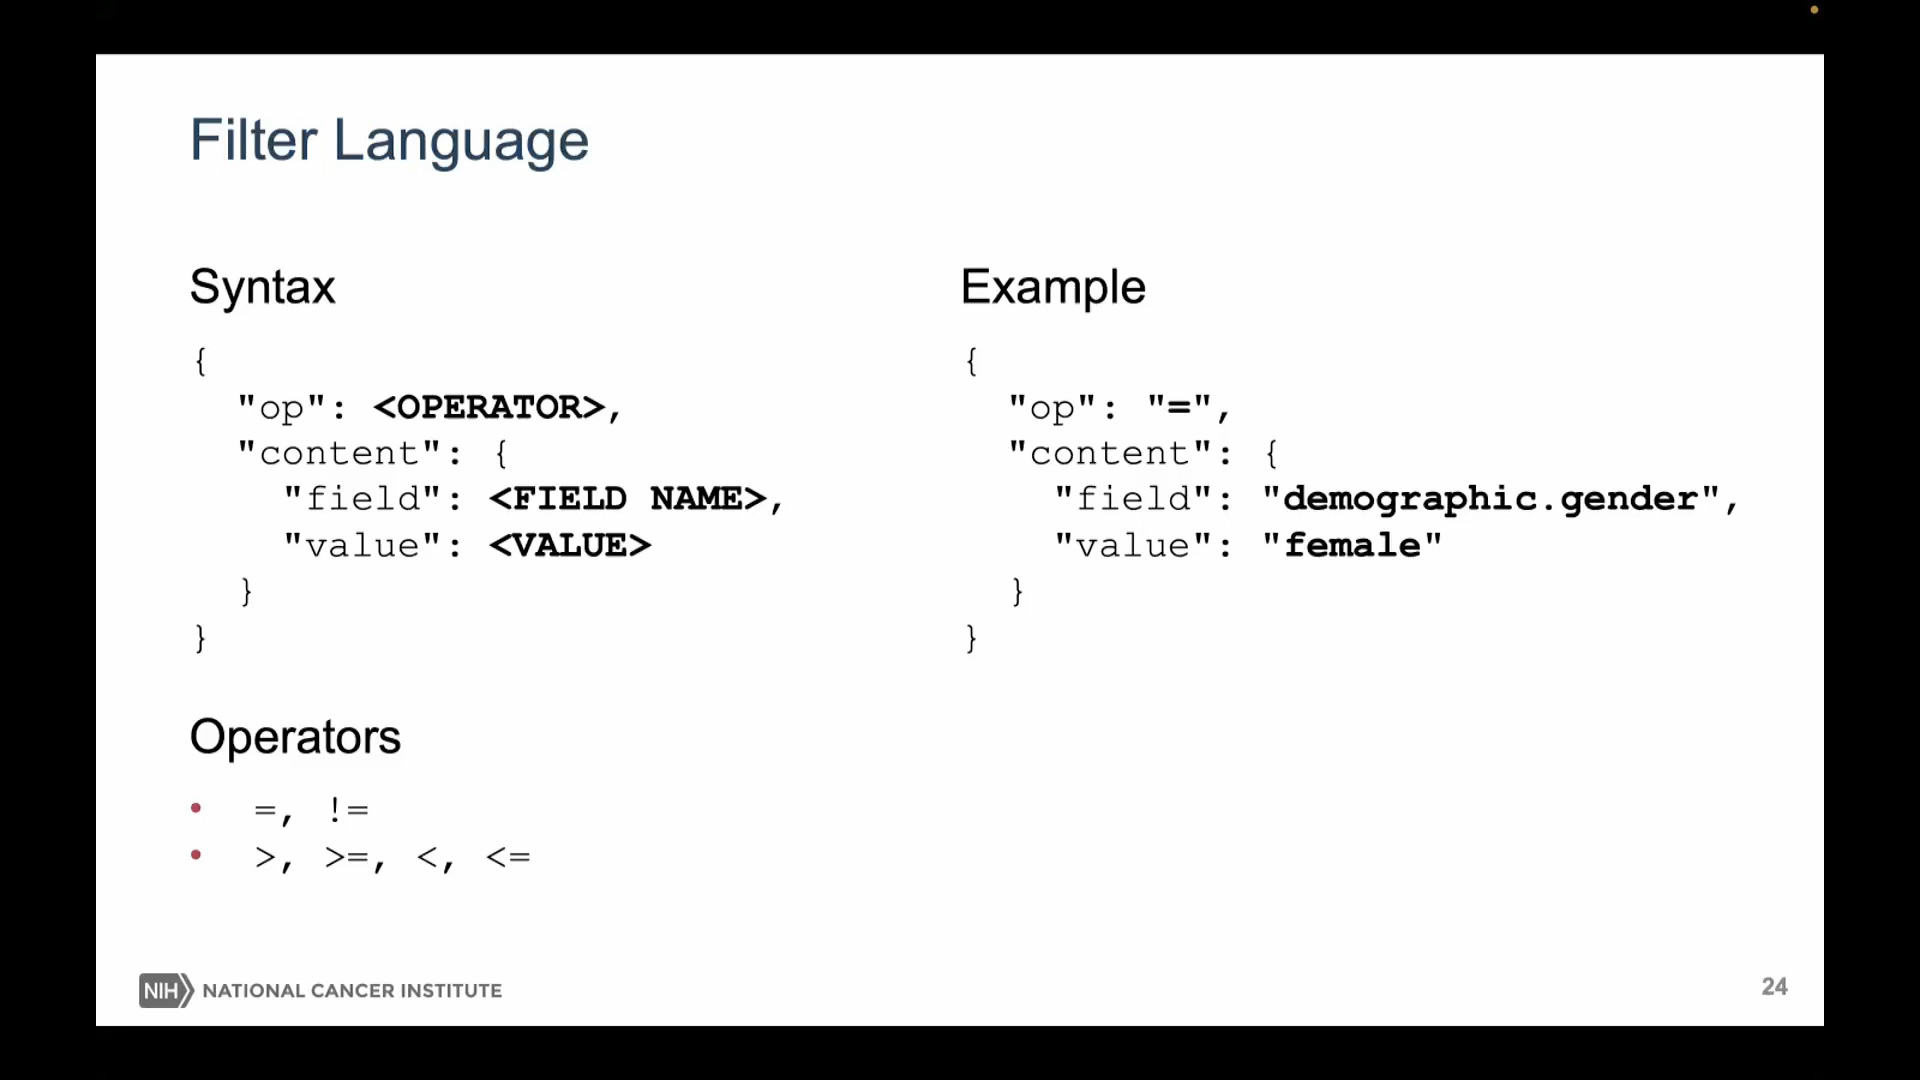 Filter Language
Syntax
{
"op": <OPERATOR>,
"content": {
"field": <FIELD NAME>,
"value": <VALUE>
}
}
Operators
• =, !=
• >, >=, <, <=
Example
{
"op": "=",
"content": {
"field": "demographic.gender",
"value": "female"
}
}
NIH NATIONAL CANCER INSTITUTE
24